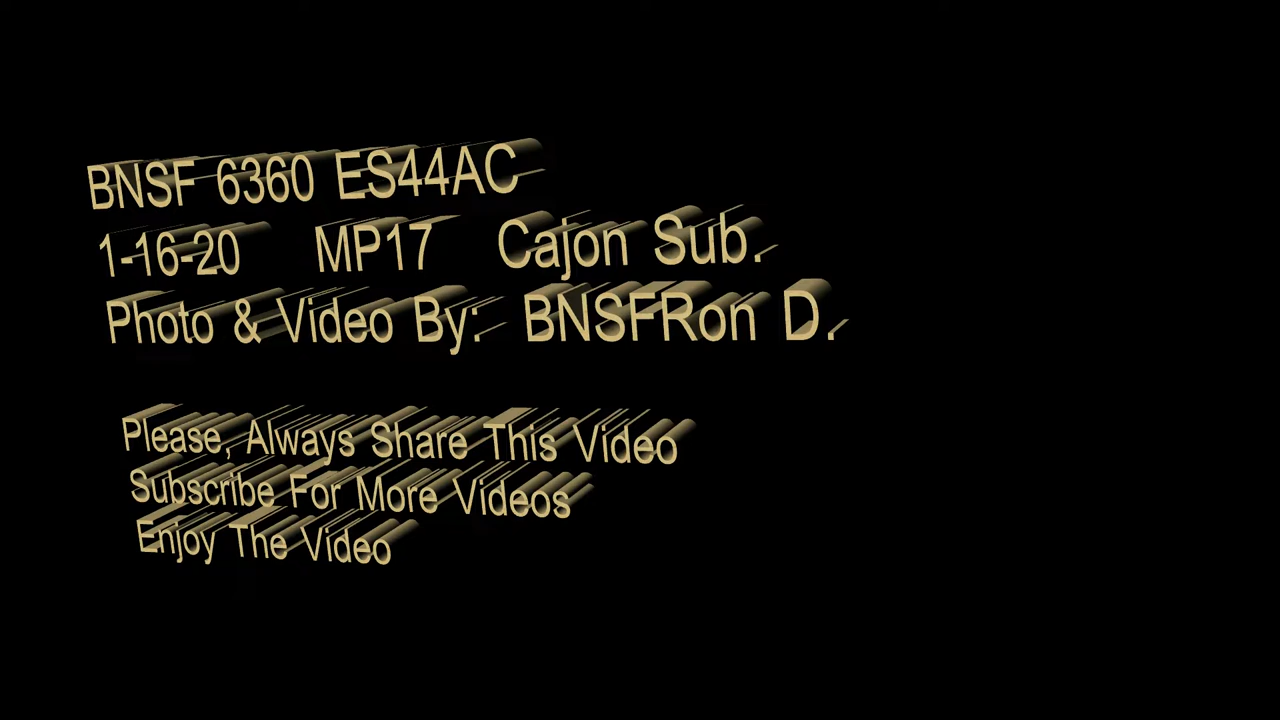 BNSF 6360 ES44AC
1-16-20 MP17 Cajon Sub.
Photo & Video By: BNSFRon D.
Please, Always Share This Video
Subscribe For More Videos
Enjoy The Video